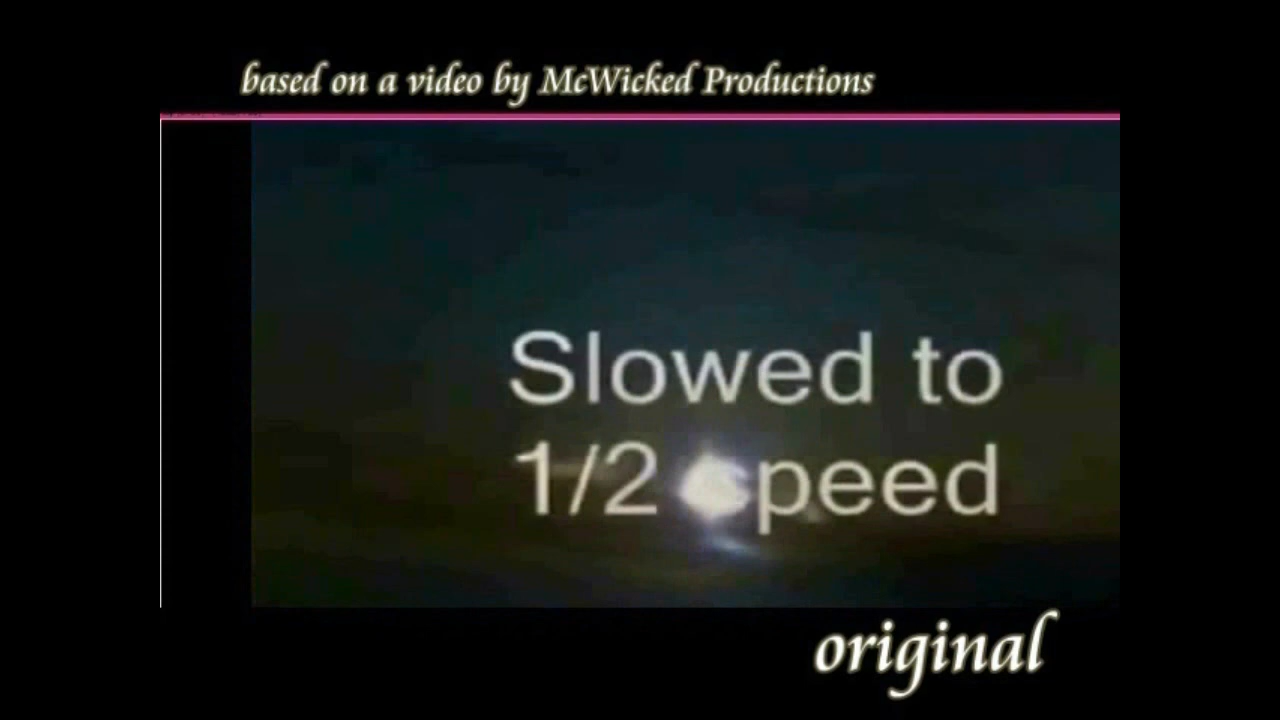 based on a video by McWicked Productions
Slowed to
1/2 speed
original